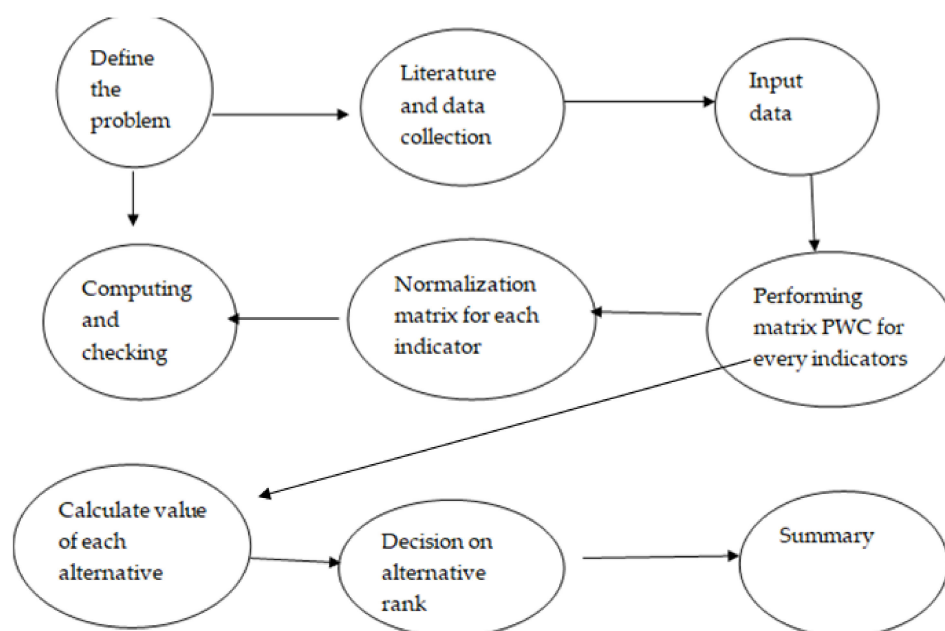 Define
the
problem
Literature
and data
collection
Input
data
Computing
and
checking
Normalization
matrix for each
indicator
Performing
matrix PWC for
every indicators
Calculate value
of each
alternative
Decision on
alternative
rank
Summary